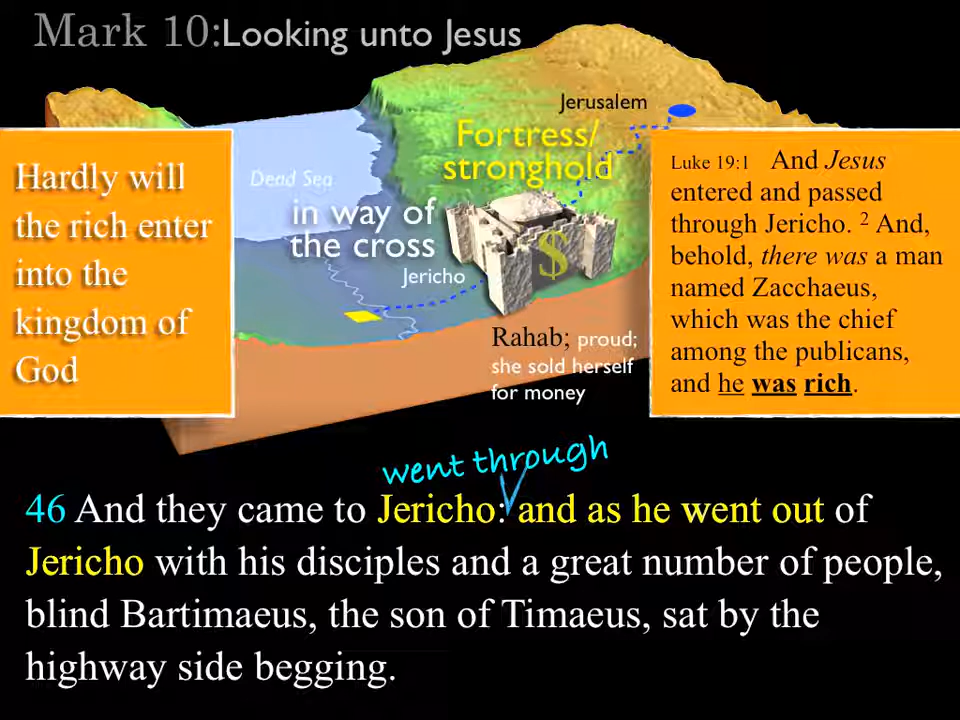 Mark 10:Looking unto Jesus
Jerusalem
Fortress/
stronghold
Dead Sea
in way of
the cross
Jericho
$
Hardly will
the rich enter
into the
kingdom of
God
Luke 19:1 And Jesus
entered and passed
through Jericho. 2 And,
behold, there was a man
named Zacchaeus,
which was the chief
among the publicans,
and he was rich.
Rahab; proud;
she sold herself
for money
went through
46 And they came to Jericho: and as he went out of
Jericho with his disciples and a great number of people,
blind Bartimaeus, the son of Timaeus, sat by the
highway side begging.